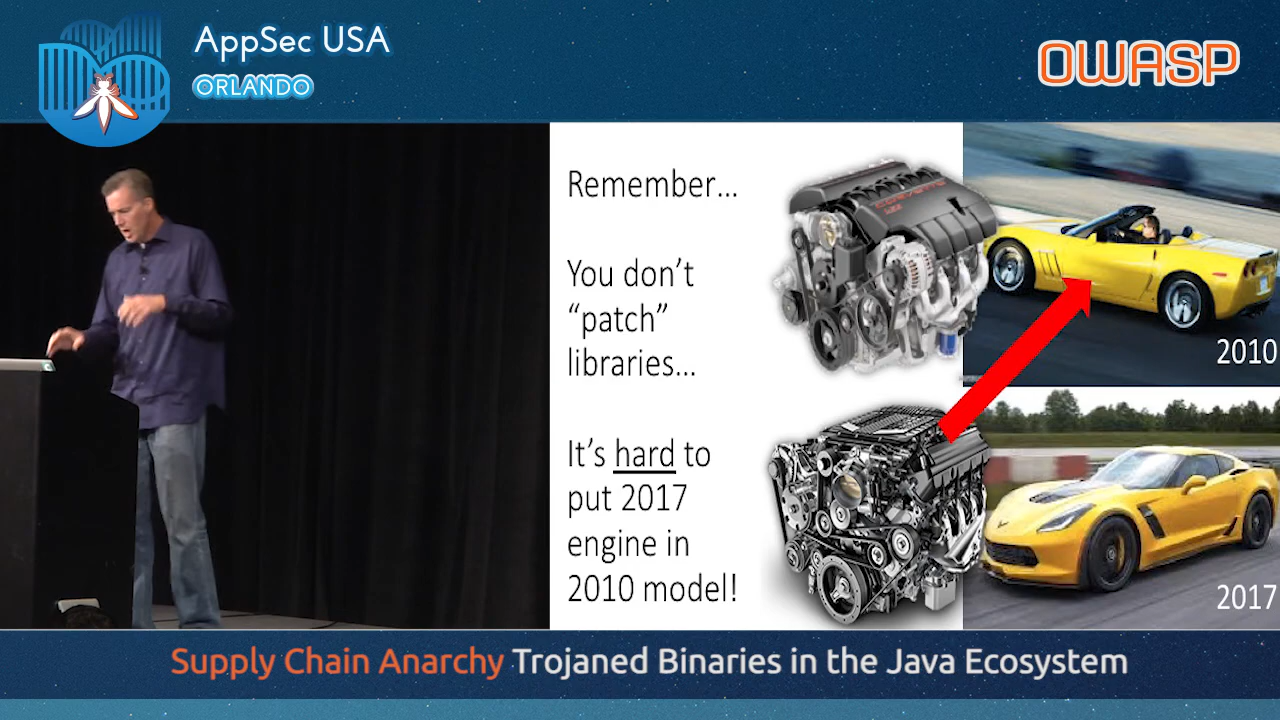 AppSec USA
ORLANDO
OWASP
Remember...
You don't
“patch”
libraries...
It's hard to
put 2017
engine in
2010 model!
CORVETTE
2010
2017
Supply Chain Anarchy Trojaned Binaries in the Java Ecosystem